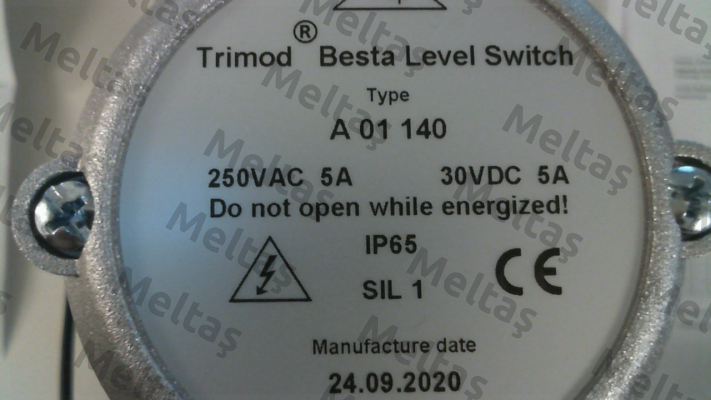 Trimod® Besta Level Switch
Type
A 01 140
250VAC 5A 30VDC 5A
Do not open while energized!
IP65
CE
SIL 1
Manufacture date
24.09.2020
Meltaş